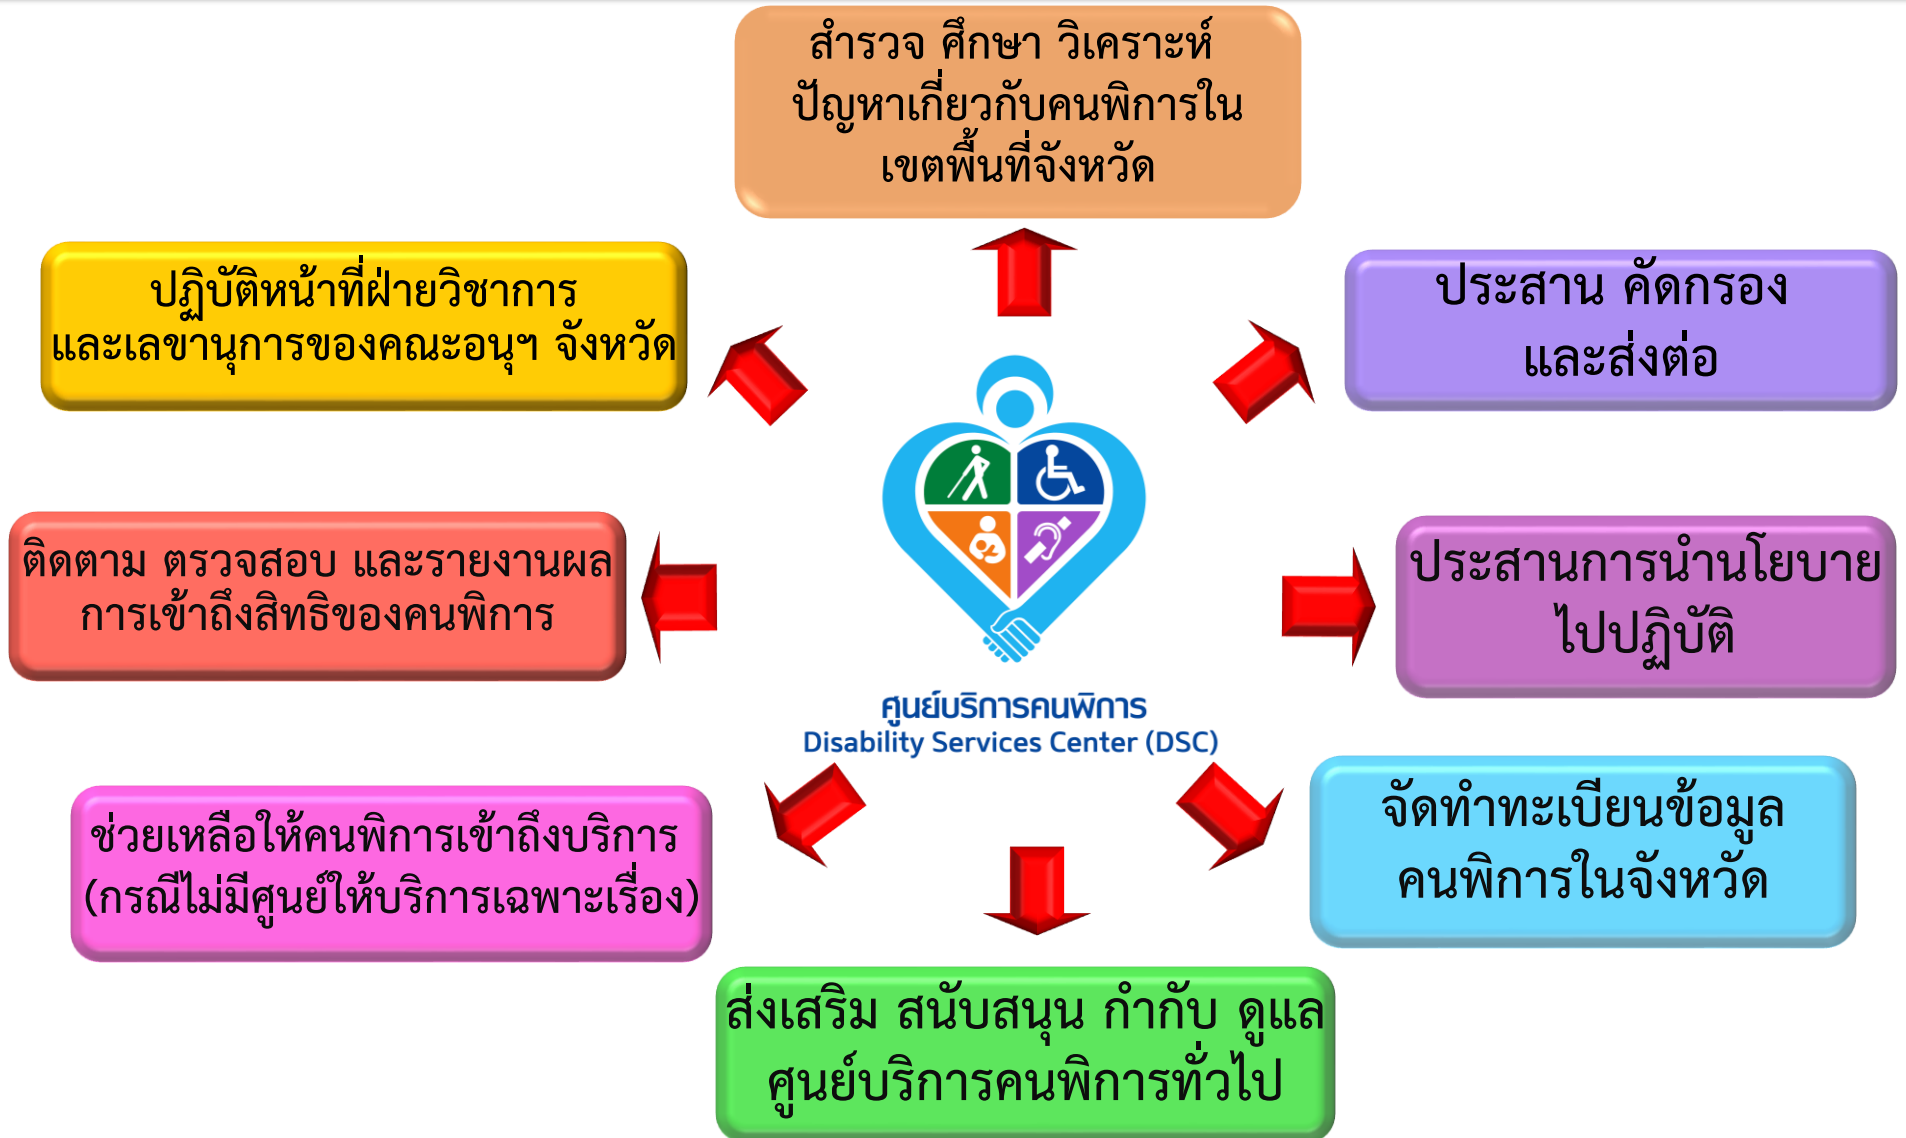 สำรวจ ศึกษา วิเคราะห์
ปัญหาเกี่ยวกับคนพิการใน
เขตพื้นที่จังหวัด
ปฏิบัติหน้าที่ฝ่ายวิชาการ
และเลขานุการของคณะอนุฯ จังหวัด
ประสาน คัดกรอง
และส่งต่อ
ติดตาม ตรวจสอบ และรายงานผล
การเข้าถึงสิทธิของคนพิการ
ประสานการนำนโยบาย
ไปปฏิบัติ
ศูนย์บริการคนพิการ
Disability Services Center (DSC)
ช่วยเหลือให้คนพิการเข้าถึงบริการ
(กรณีไม่มีศูนย์ให้บริการเฉพาะเรื่อง)
จัดทำทะเบียนข้อมูล
คนพิการในจังหวัด
ส่งเสริม สนับสนุน กำกับ ดูแล
ศูนย์บริการคนพิการทั่วไป